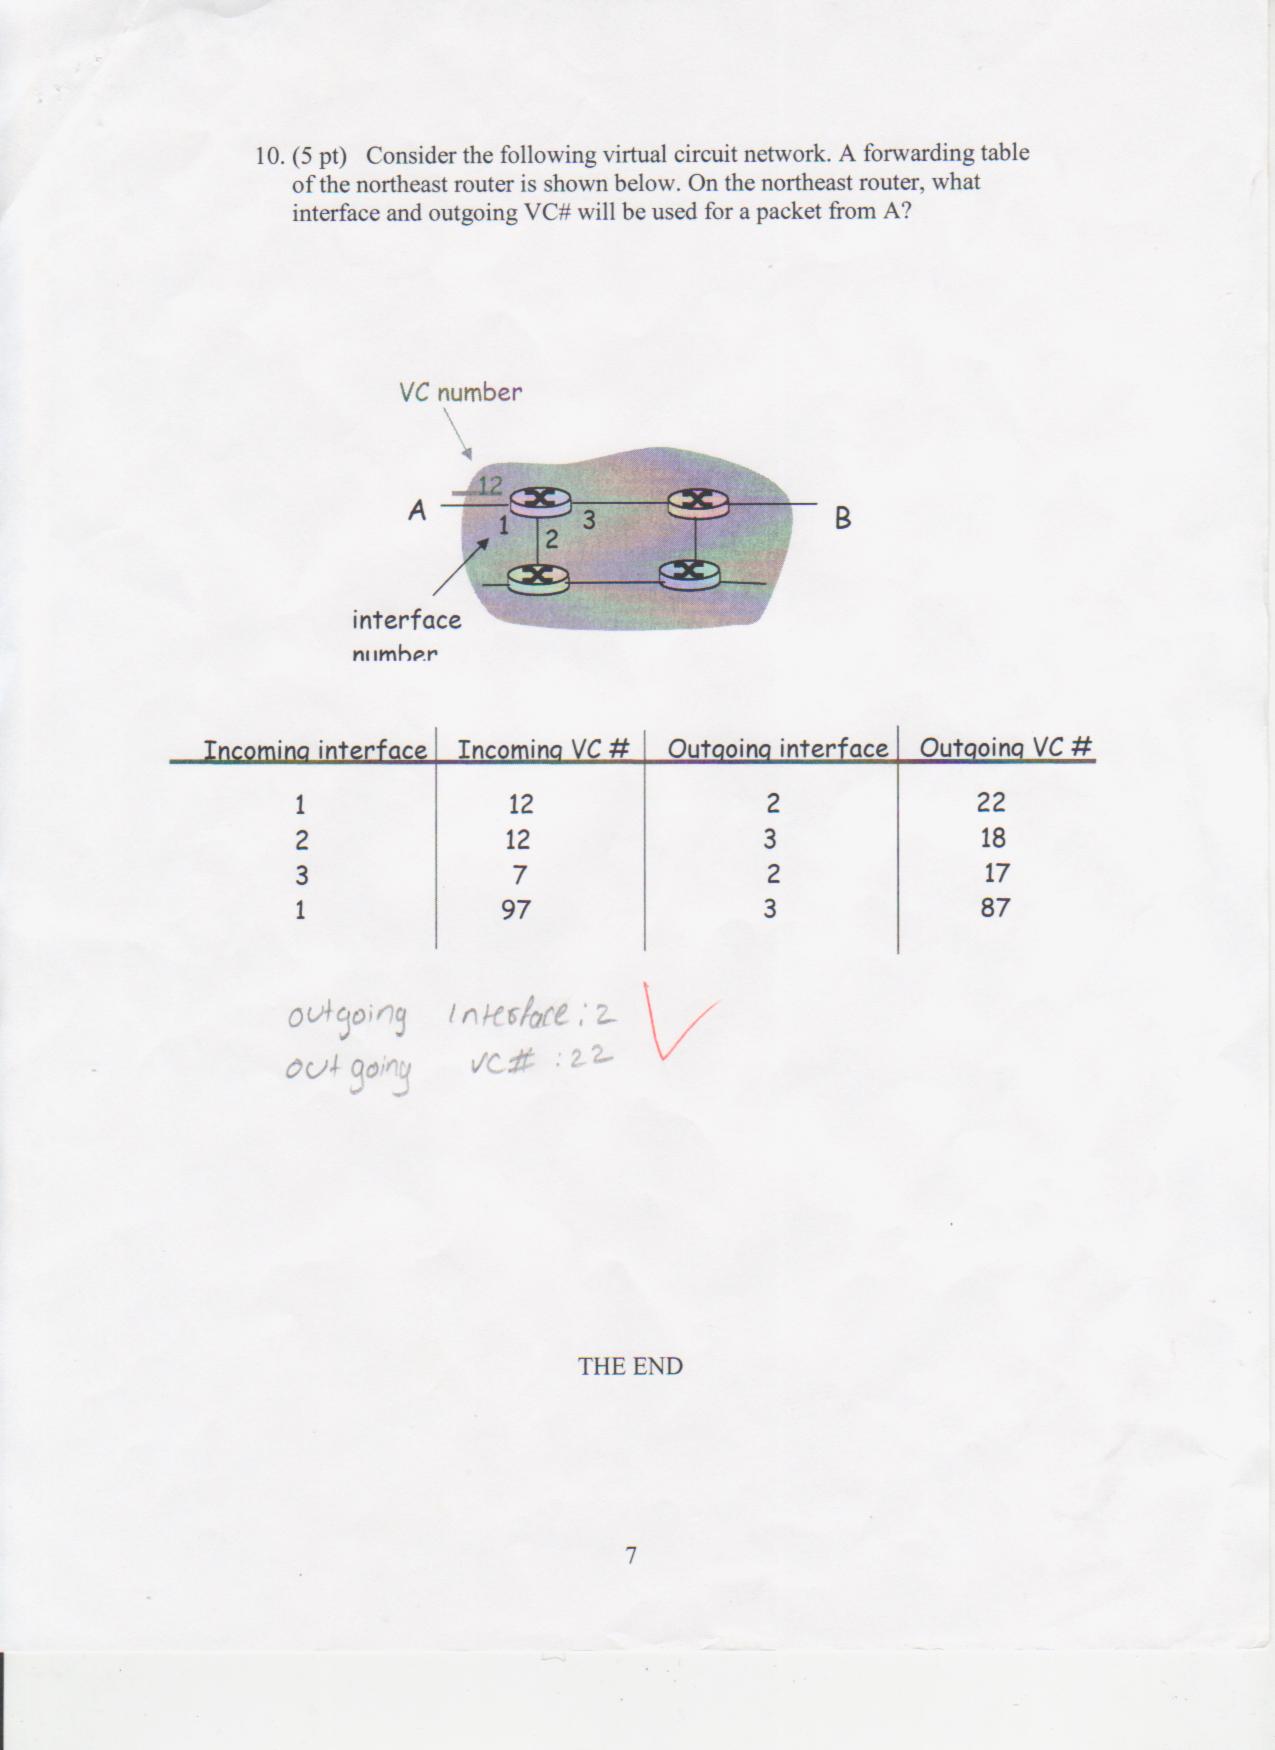 10. (5 pt) Consider the following virtual circuit network. A forwarding table
of the northeast router is shown below. On the northeast router, what
interface and outgoing VC# will be used for a packet from A?
VC number
12
A
1
2
3
B
interface
number
Incoming interface Incoming VC # Outgoing interface Outgoing VC #
1 12 2 22
2 12 3 18
3 7 2 17
1 97 3 87
outgoing interface: 2
outgoing VC# : 22
THE END
7